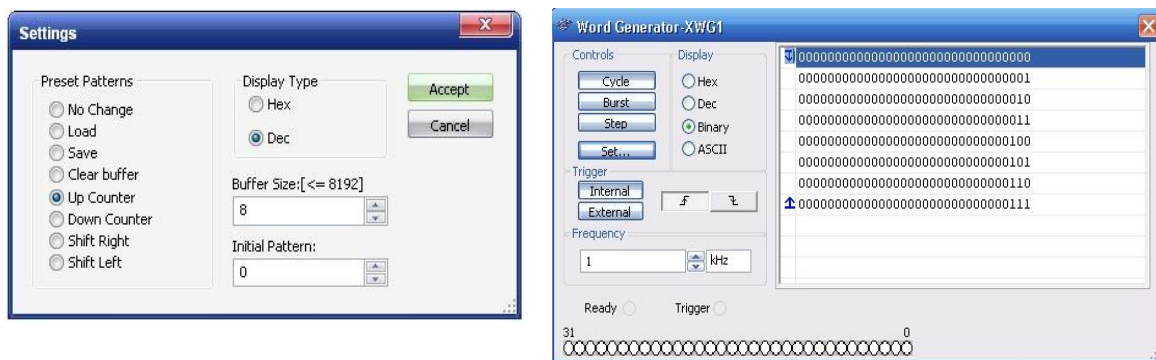 Settings
Preset Patterns
No Change
Load
Save
Clear buffer
Up Counter
Down Counter
Shift Right
Shift Left
Display Type
Hex
Dec
Accept
Cancel
Buffer Size:[<= 8192]
8
Initial Pattern:
0
Word Generator-XWG1
Controls
Cycle
Burst
Step
Set...
Display
Hex
Dec
Binary
ASCII
Trigger
Internal
External
Frequency
1 kHz
Ready Trigger
31 0
00000000000000000000000000000000
00000000000000000000000000000001
00000000000000000000000000000010
00000000000000000000000000000011
00000000000000000000000000000100
00000000000000000000000000000101
00000000000000000000000000000110
00000000000000000000000000000111